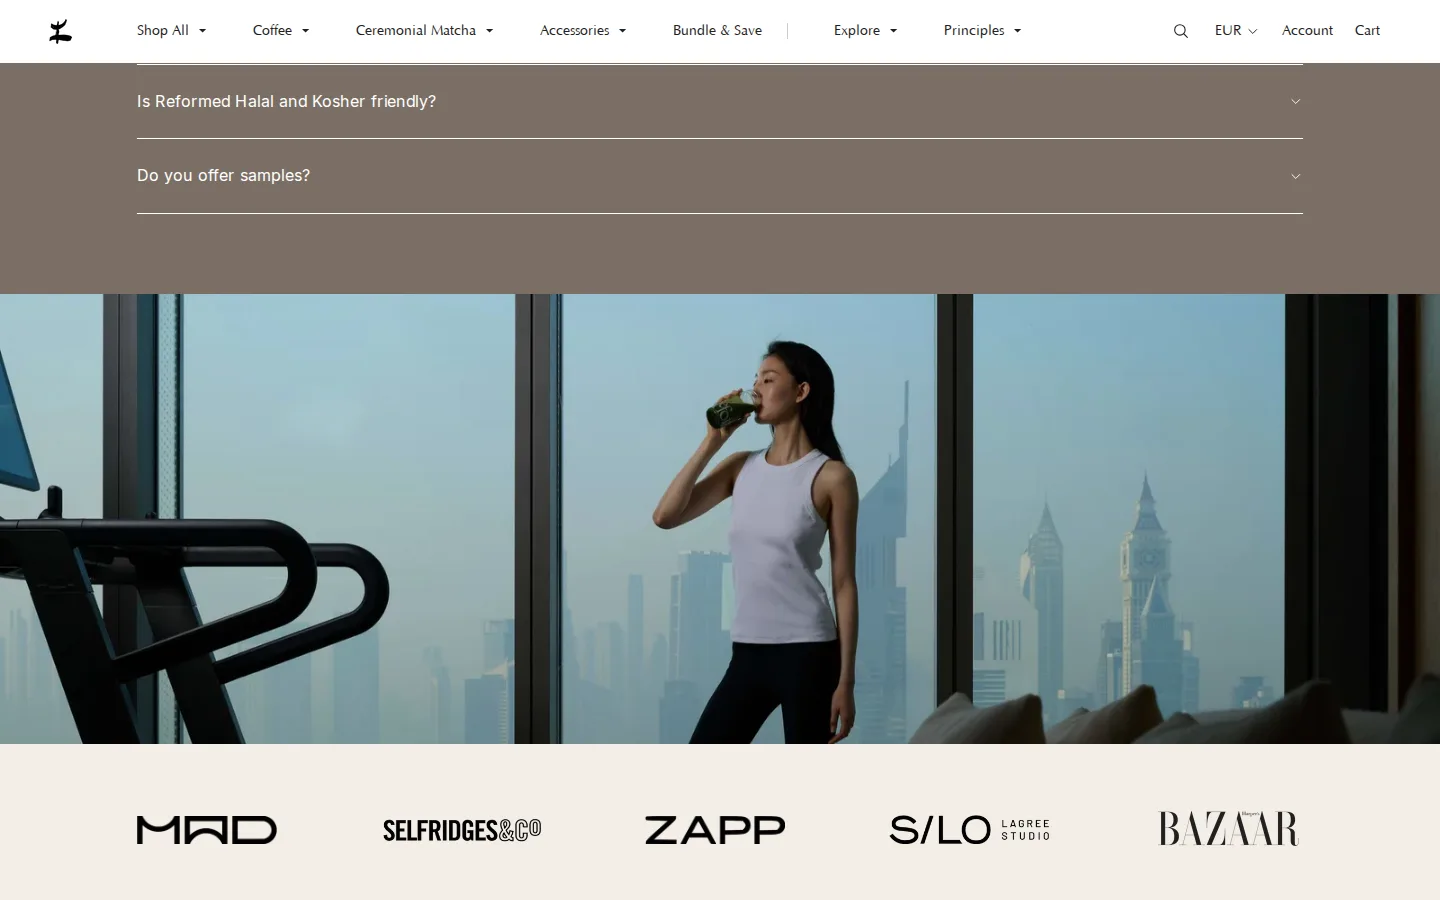 Shop All
Coffee
Ceremonial Matcha
Accessories
Bundle & Save
Explore
Principles
EUR
Account
Cart
Is Reformed Halal and Kosher friendly?
Do you offer samples?
MAD
SELFRIDGES&CO
ZAPP
S/LO LAGREE STUDIO
Harper's
BAZAAR